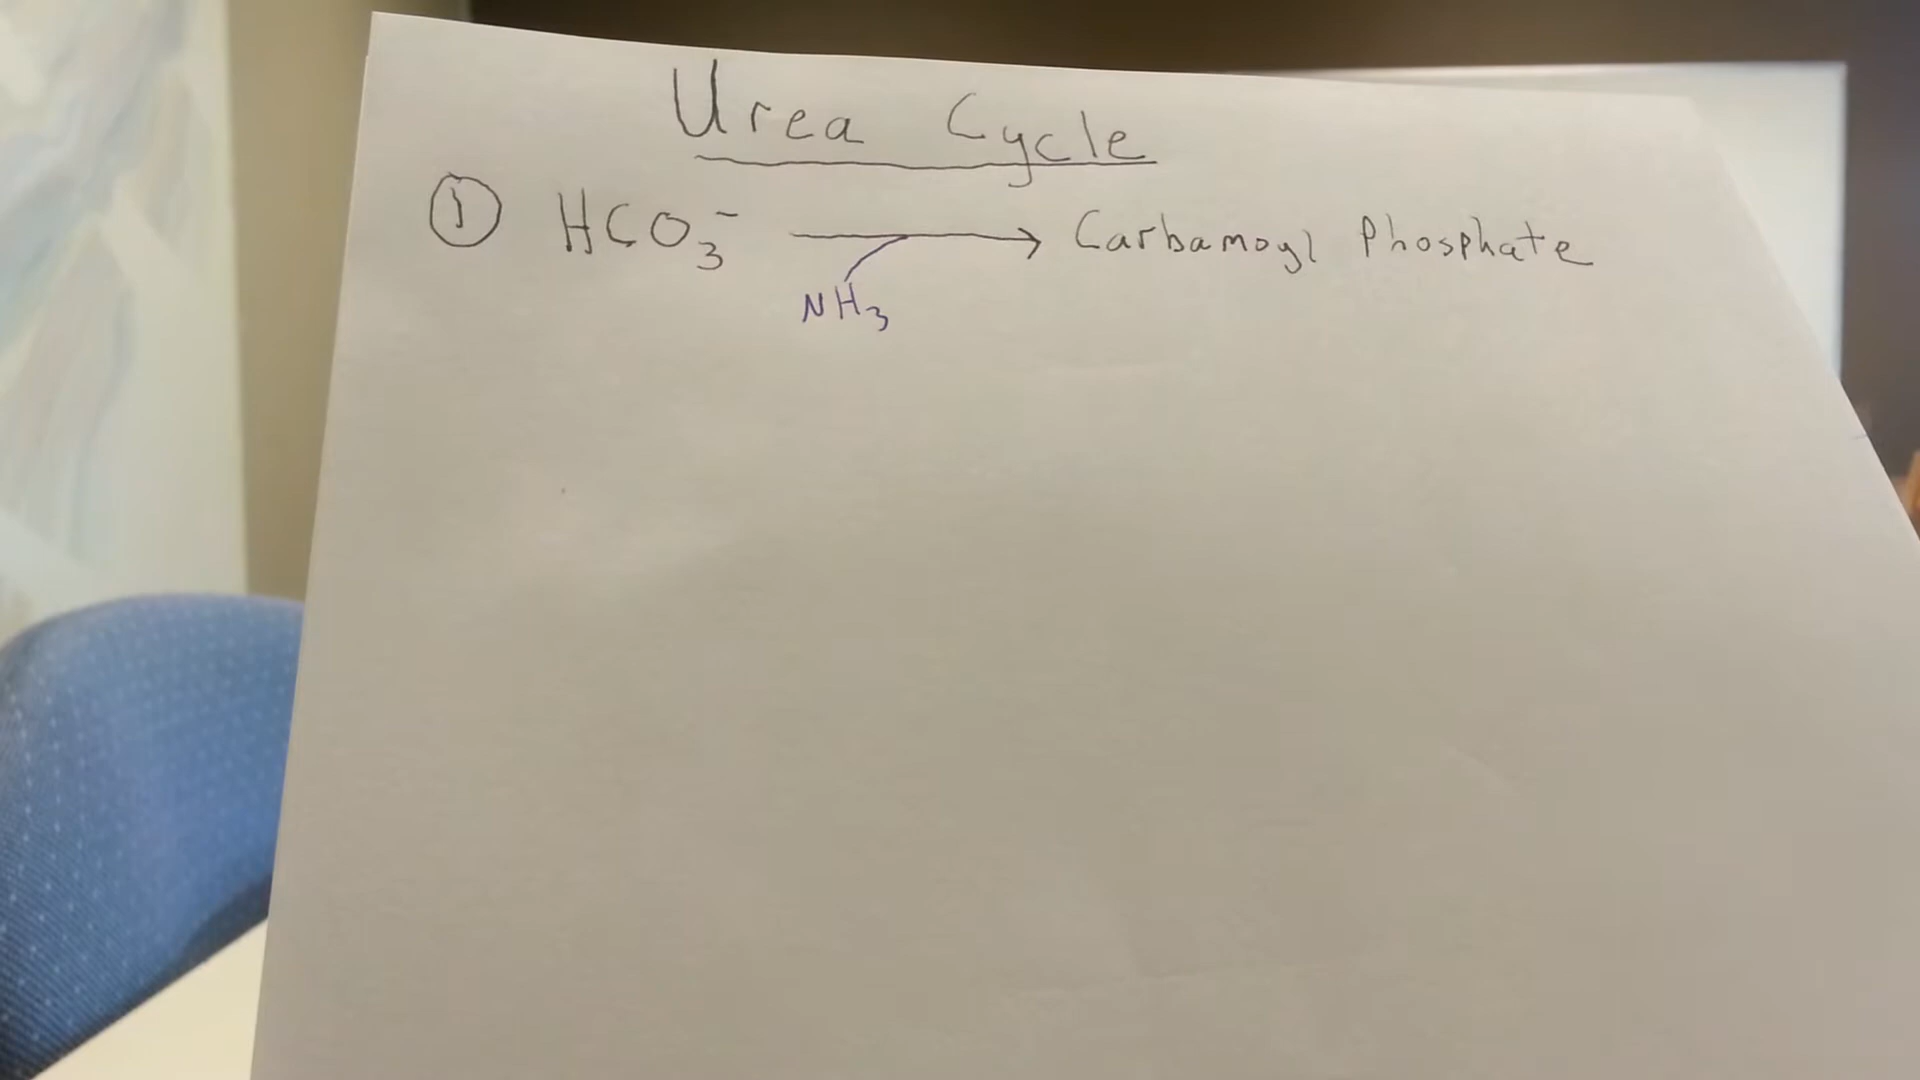 Urea Cycle
① HCO₃⁻ → Carbamoyl Phosphate
NH₃